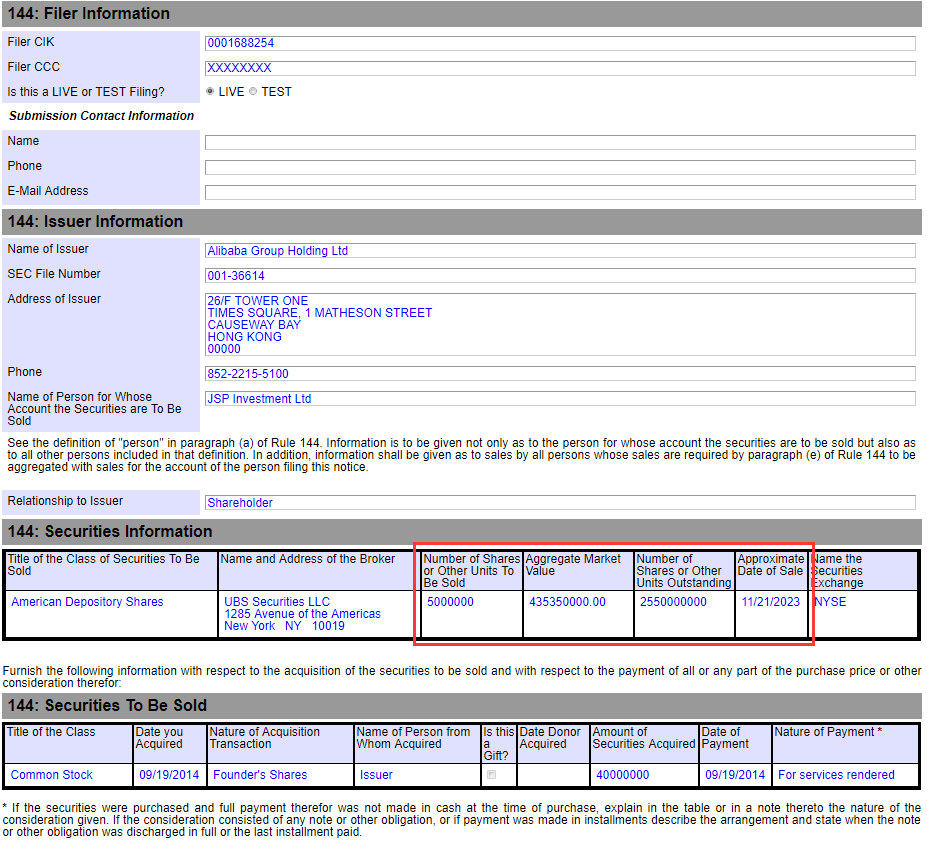 144: Filer Information
Filer CIK
0001688254
Filer CCC
XXXXXXXX
Is this a LIVE or TEST Filing?
LIVE TEST
Submission Contact Information
Name
Phone
E-Mail Address
144: Issuer Information
Name of Issuer
Alibaba Group Holding Ltd
SEC File Number
001-36614
Address of Issuer
26/F TOWER ONE
TIMES SQUARE, 1 MATHESON STREET
CAUSEWAY BAY
HONG KONG
00000
Phone
852-2215-5100
Name of Person for Whose
Account the Securities are To Be
Sold
JSP Investment Ltd
See the definition of "person" in paragraph (a) of Rule 144. Information is to be given not only as to the person for whose account the securities are to be sold but also as
to all other persons included in that definition. In addition, information shall be given as to sales by all persons whose sales are required by paragraph (e) of Rule 144 to be
aggregated with sales for the account of the person filing this notice.
Relationship to Issuer
Shareholder
144: Securities Information
Title of the Class of Securities To Be
Sold
Name and Address of the Broker
Number of Shares
or Other Units To
Be Sold
Aggregate Market
Value
Number of
Shares or Other
Units Outstanding
Approximate
Date of Sale
Name the
Securities
Exchange
American Depository Shares
UBS Securities LLC
1285 Avenue of the Americas
New York NY 10019
5000000
435350000.00
2550000000
11/21/2023
NYSE
Furnish the following information with respect to the acquisition of the securities to be sold and with respect to the payment of all or any part of the purchase price or other
consideration therefor:
144: Securities To Be Sold
Title of the Class
Date you
Acquired
Nature of Acquisition
Transaction
Name of Person from
Whom Acquired
Is this
a
Gift?
Date Donor
Acquired
Amount of
Securities Acquired
Date of
Payment
Nature of Payment *
Common Stock
09/19/2014
Founder's Shares
Issuer
40000000
09/19/2014
For services rendered
* If the securities were purchased and full payment therefor was not made in cash at the time of purchase, explain in the table or in a note thereto the nature of the
consideration given. If the consideration consisted of any note or other obligation, or if payment was made in installments describe the arrangement and state when the note
or other obligation was discharged in full or the last installment paid.